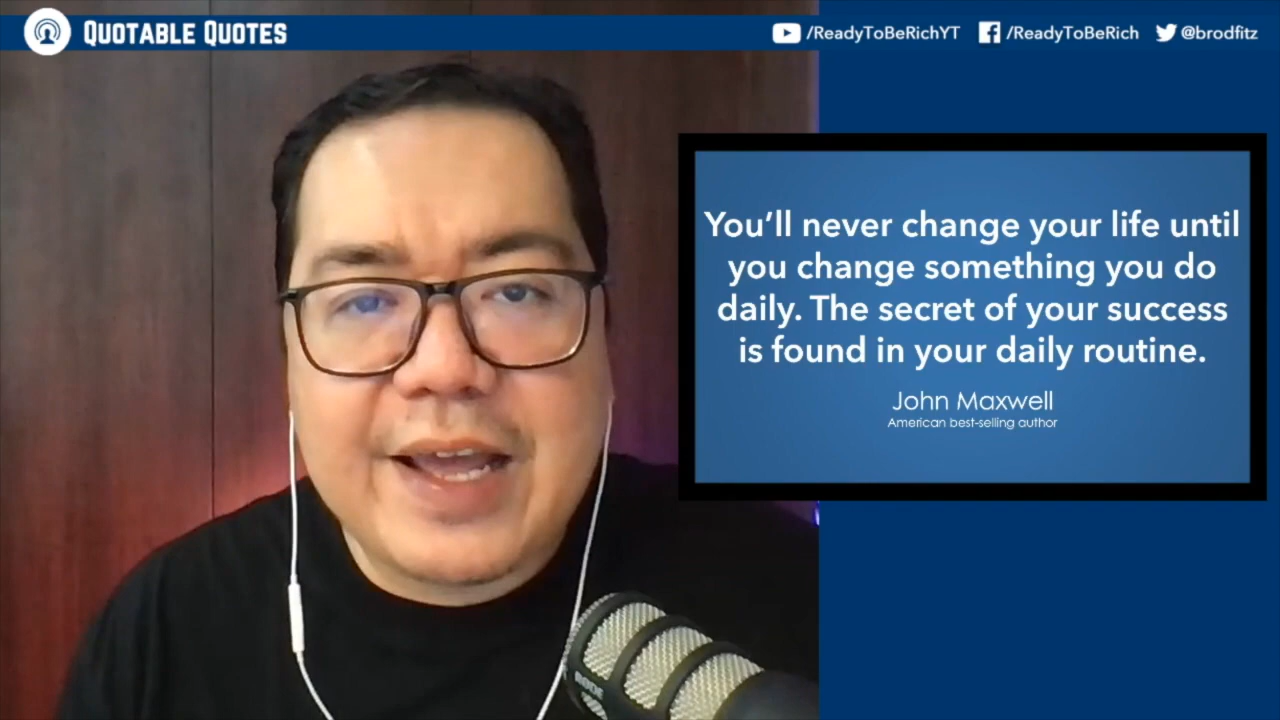 QUOTABLE QUOTES
/ReadyToBeRichYT
/ReadyToBeRich
@brodfitz
You’ll never change your life until
you change something you do
daily. The secret of your success
is found in your daily routine.
John Maxwell
American best-selling author
RODE